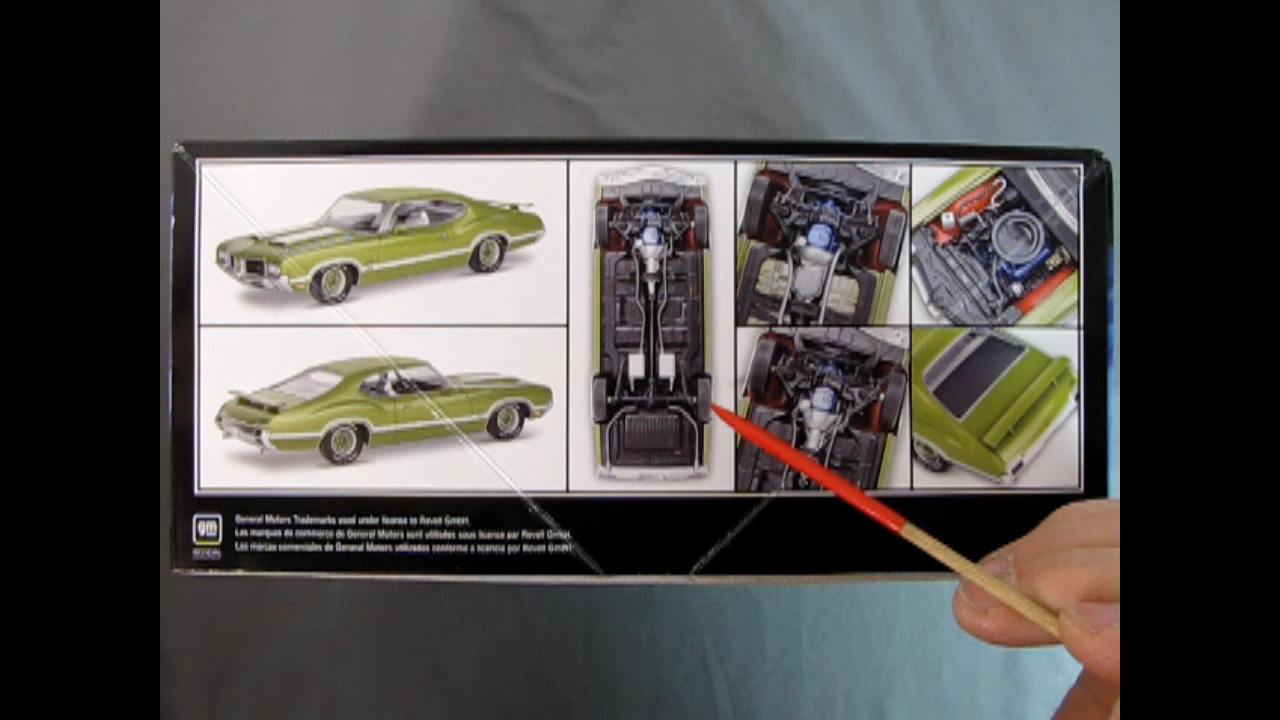 gm
OFFICIAL
General Motors Trademarks used under license to Revell GmbH.
Les marques de commerce de General Motors sont utilisées sous licence par Revell GmbH.
Las marcas comerciales de General Motors utilizadas conforme a licencia por Revell GmbH.